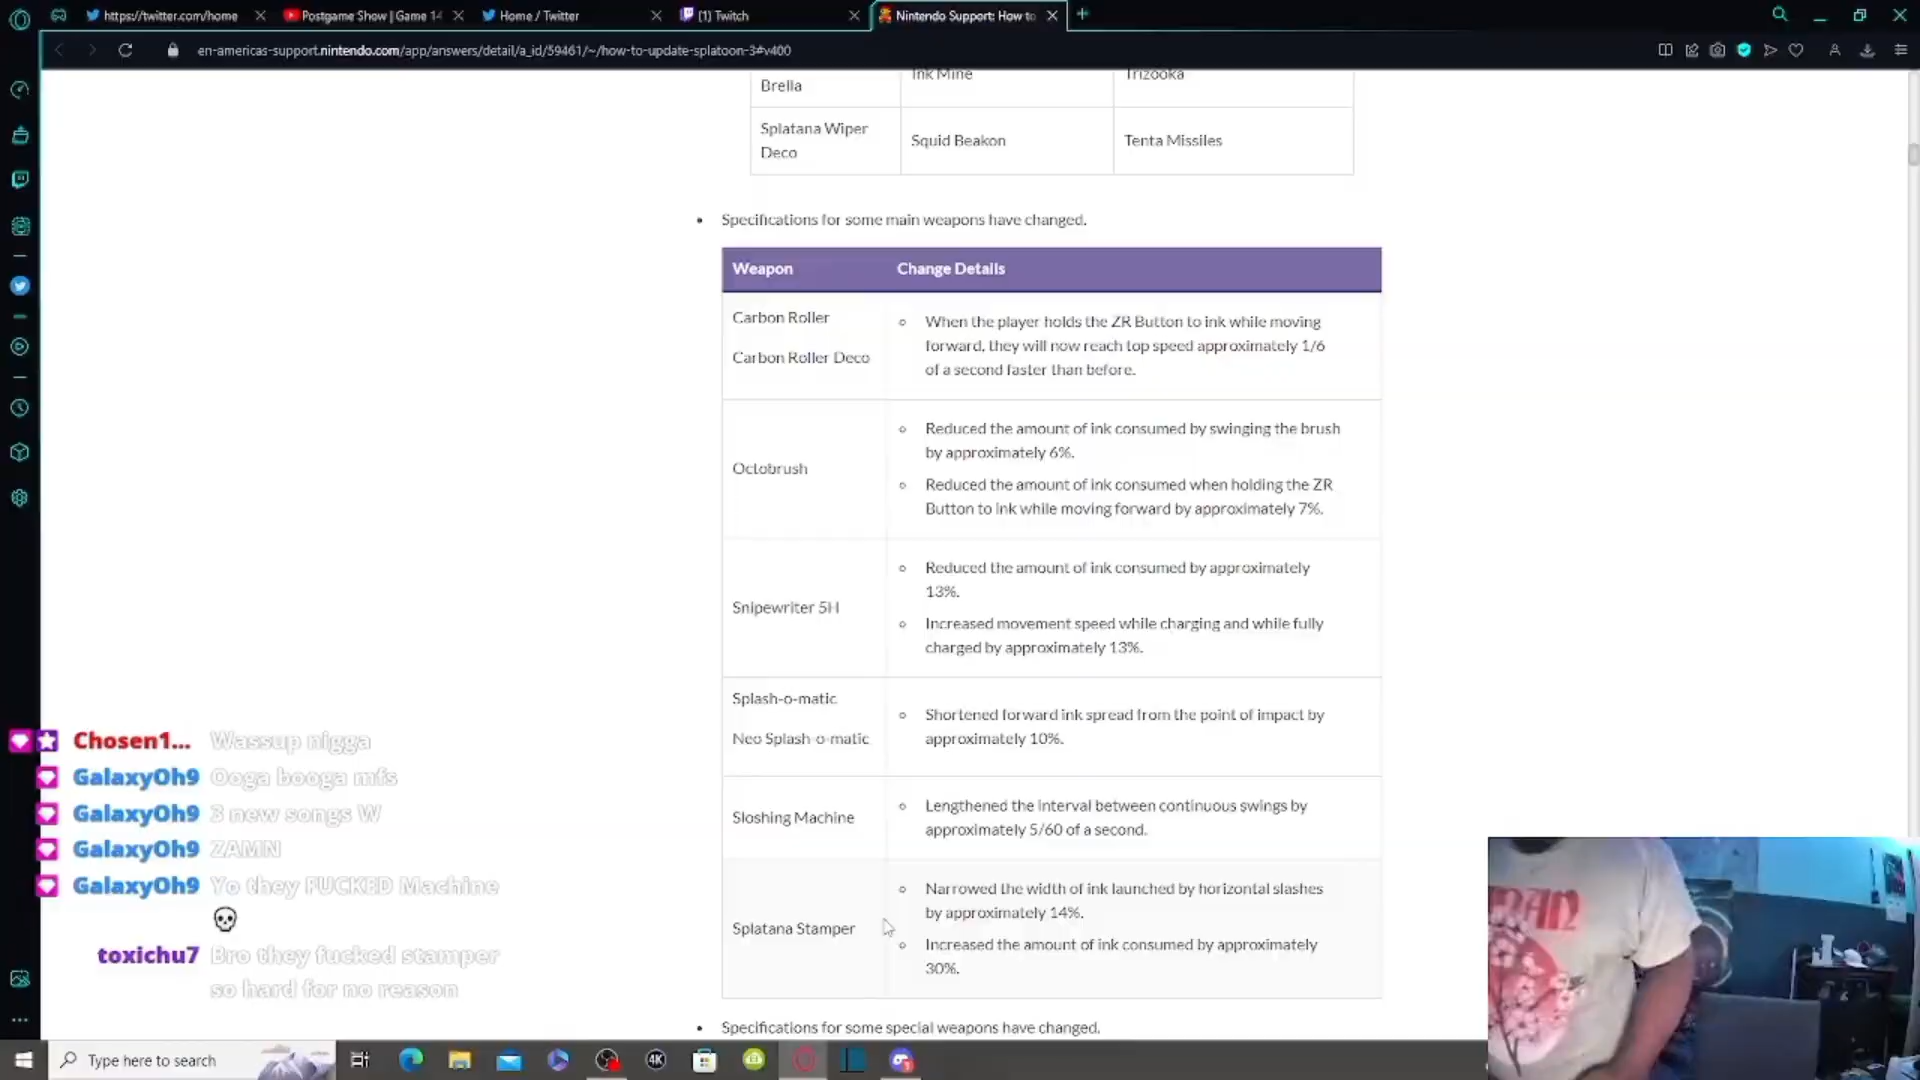 https://twitter.com/home
Postgame Show | Game 14
Home / Twitter
(1) Twitch
Nintendo Support: How to
en-americas-support.nintendo.com/app/answers/detail/a_id/59461/~/how-to-update-splatoon-3#v400
Brella
Ink Mine
Trizooka
Splatana Wiper
Deco
Squid Beakon
Tenta Missiles
Specifications for some main weapons have changed.
Weapon
Change Details
Carbon Roller
Carbon Roller Deco
When the player holds the ZR Button to ink while moving
forward, they will now reach top speed approximately 1/6
of a second faster than before.
Octobrush
Reduced the amount of ink consumed by swinging the brush
by approximately 6%.
Reduced the amount of ink consumed when holding the ZR
Button to ink while moving forward by approximately 7%.
Snipewriter 5H
Reduced the amount of ink consumed by approximately
13%.
Increased movement speed while charging and while fully
charged by approximately 13%.
Splash-o-matic
Neo Splash-o-matic
Shortened forward ink spread from the point of impact by
approximately 10%.
Sloshing Machine
Lengthened the interval between continuous swings by
approximately 5/60 of a second.
Splatana Stamper
Narrowed the width of ink launched by horizontal slashes
by approximately 14%.
Increased the amount of ink consumed by approximately
30%.
Specifications for some special weapons have changed.
Chosen1... Wassup nigga
GalaxyOh9 Ooga booga mfs
GalaxyOh9 3 new songs W
GalaxyOh9 ZAMN
GalaxyOh9 Yo they FUCKED Machine
💀
toxichu7 Bro they fucked stamper
so hard for no reason
Type here to search
4K